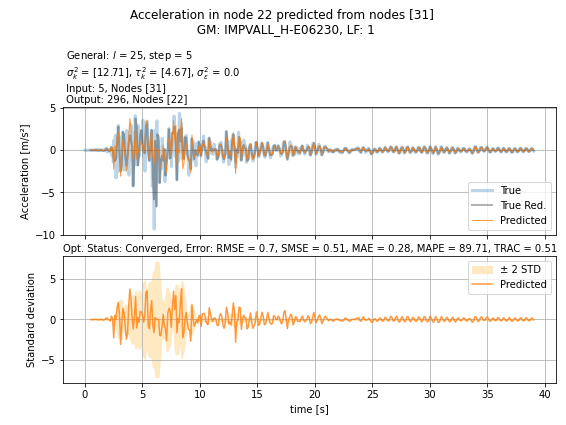 Acceleration in node 22 predicted from nodes [31]
GM: IMPVALL_H-E06230, LF: 1
General: l = 25, step = 5
σ²ₖ = [12.71], τ²ₖ = [4.67], σ²ε = 0.0
Input: 5, Nodes [31]
Output: 296, Nodes [22]
Acceleration [m/s²]
5
0
−5
−10
True
True Red.
Predicted
Opt. Status: Converged, Error: RMSE = 0.7, SMSE = 0.51, MAE = 0.28, MAPE = 89.71, TRAC = 0.51
Standard deviation
5
0
−5
± 2 STD
Predicted
0 5 10 15 20 25 30 35 40
time [s]